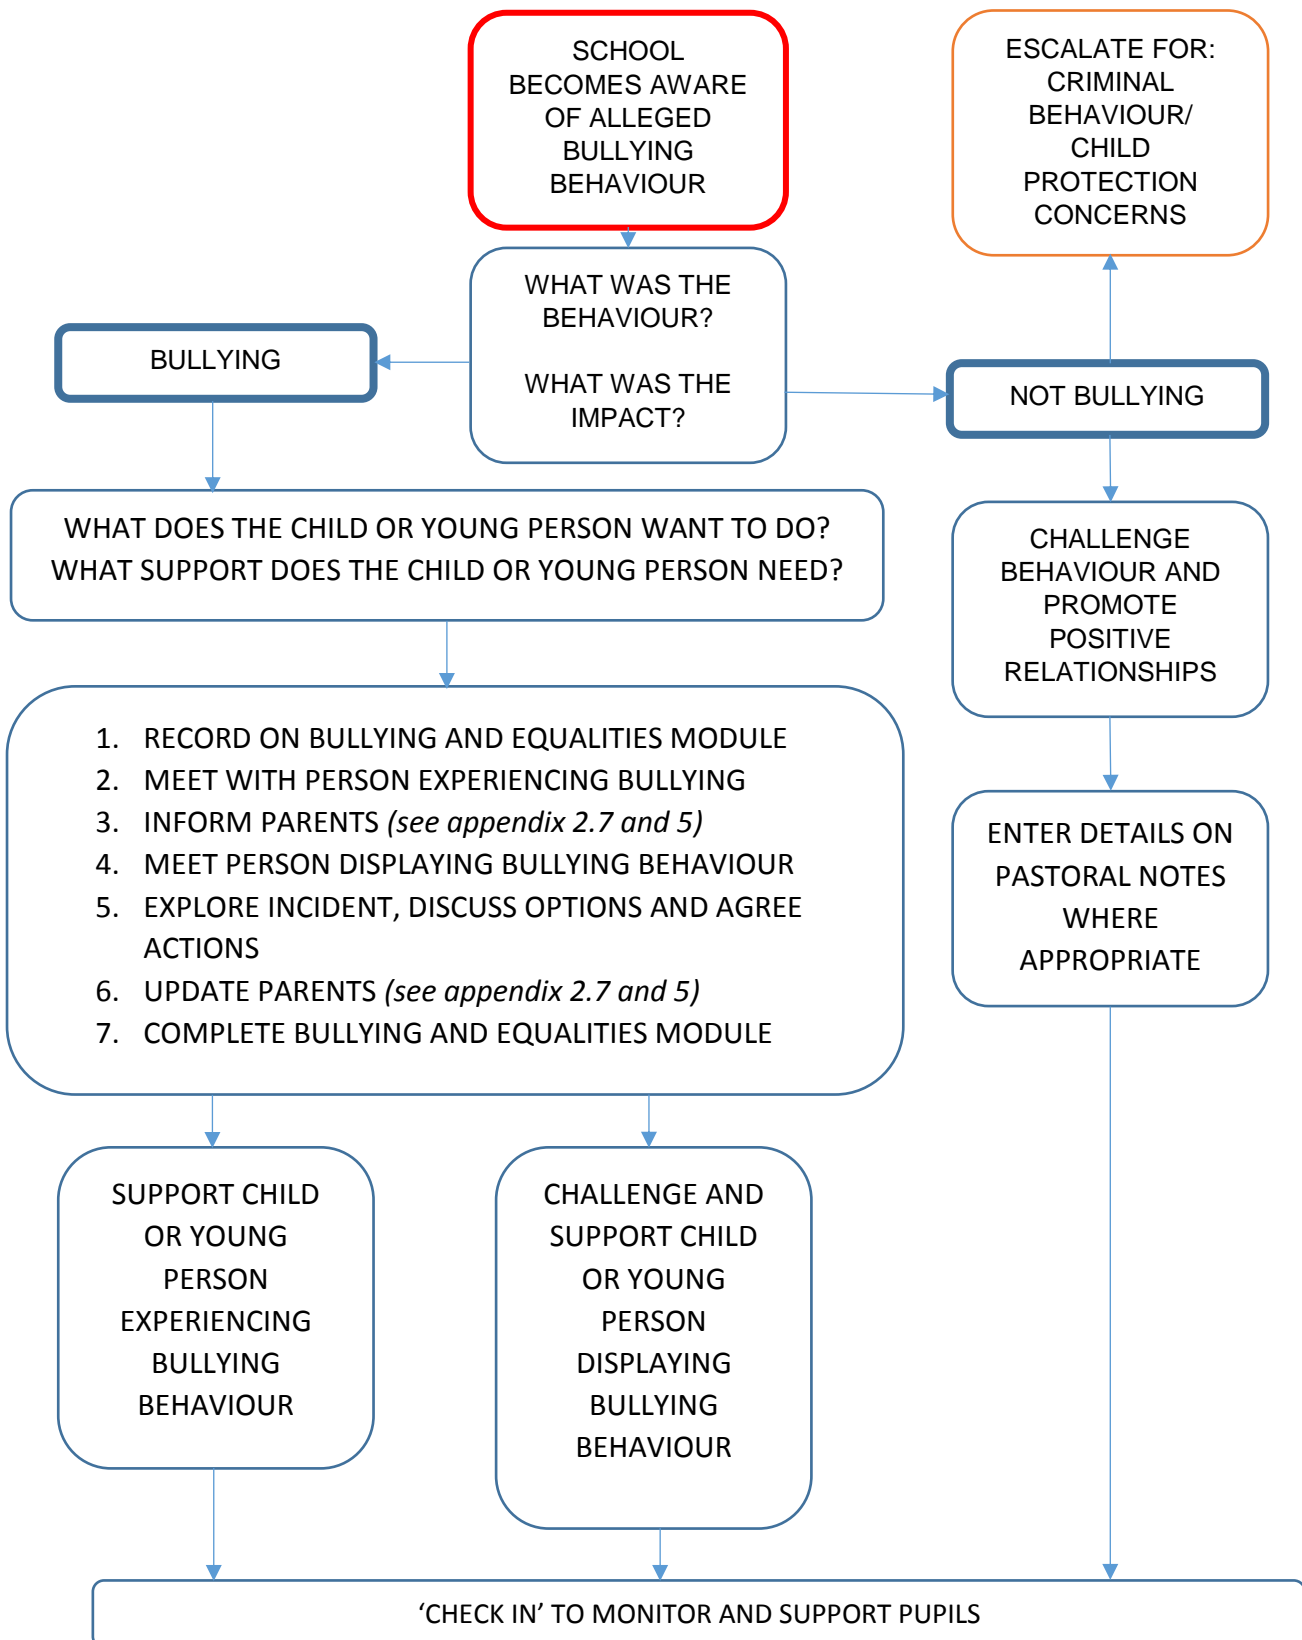 SCHOOL
BECOMES AWARE
OF ALLEGED
BULLYING
BEHAVIOUR
ESCALATE FOR:
CRIMINAL
BEHAVIOUR/
CHILD
PROTECTION
CONCERNS
WHAT WAS THE
BEHAVIOUR?
WHAT WAS THE
IMPACT?
BULLYING
NOT BULLYING
WHAT DOES THE CHILD OR YOUNG PERSON WANT TO DO?
WHAT SUPPORT DOES THE CHILD OR YOUNG PERSON NEED?
CHALLENGE
BEHAVIOUR AND
PROMOTE
POSITIVE
RELATIONSHIPS
1. RECORD ON BULLYING AND EQUALITIES MODULE
2. MEET WITH PERSON EXPERIENCING BULLYING
3. INFORM PARENTS (see appendix 2.7 and 5)
4. MEET PERSON DISPLAYING BULLYING BEHAVIOUR
5. EXPLORE INCIDENT, DISCUSS OPTIONS AND AGREE
ACTIONS
6. UPDATE PARENTS (see appendix 2.7 and 5)
7. COMPLETE BULLYING AND EQUALITIES MODULE
ENTER DETAILS ON
PASTORAL NOTES
WHERE
APPROPRIATE
SUPPORT CHILD
OR YOUNG
PERSON
EXPERIENCING
BULLYING
BEHAVIOUR
CHALLENGE AND
SUPPORT CHILD
OR YOUNG
PERSON
DISPLAYING
BULLYING
BEHAVIOUR
‘CHECK IN’ TO MONITOR AND SUPPORT PUPILS